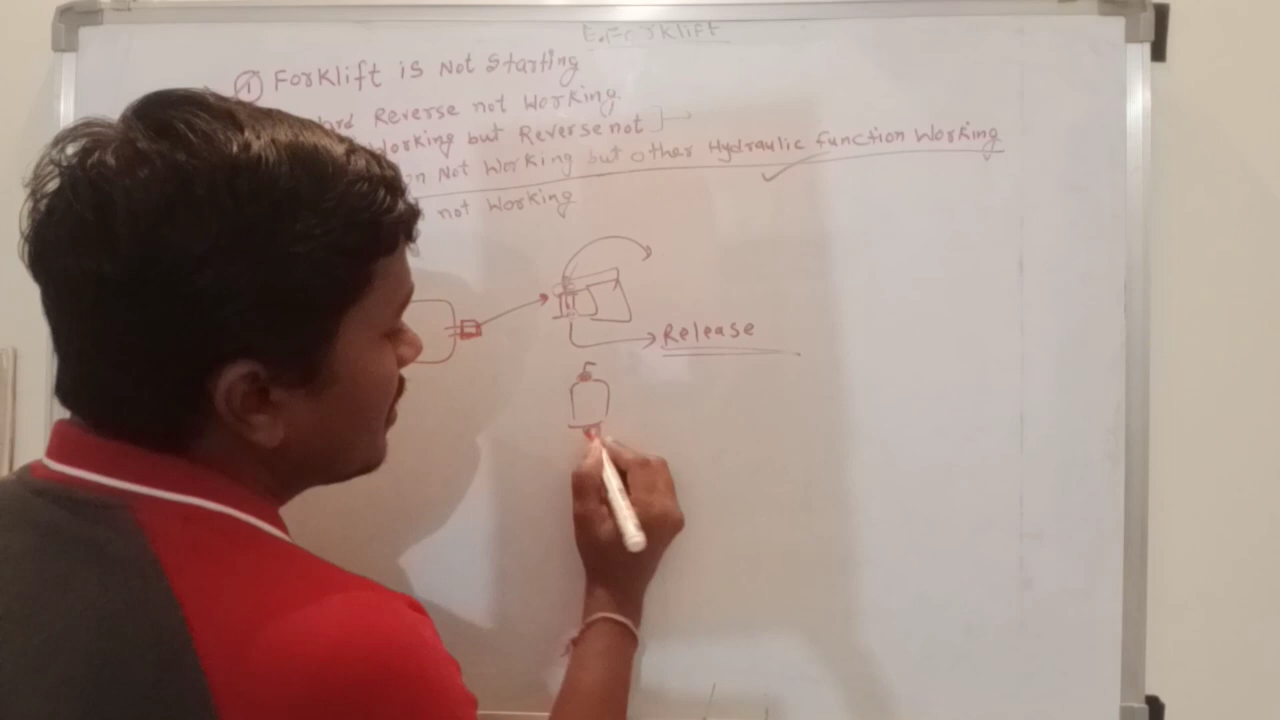 E.Forklift
① Forklift is Not Starting
Reverse not Working.
Working but Reverse not
Not Working but other Hydraulic function Working
not Working
Release